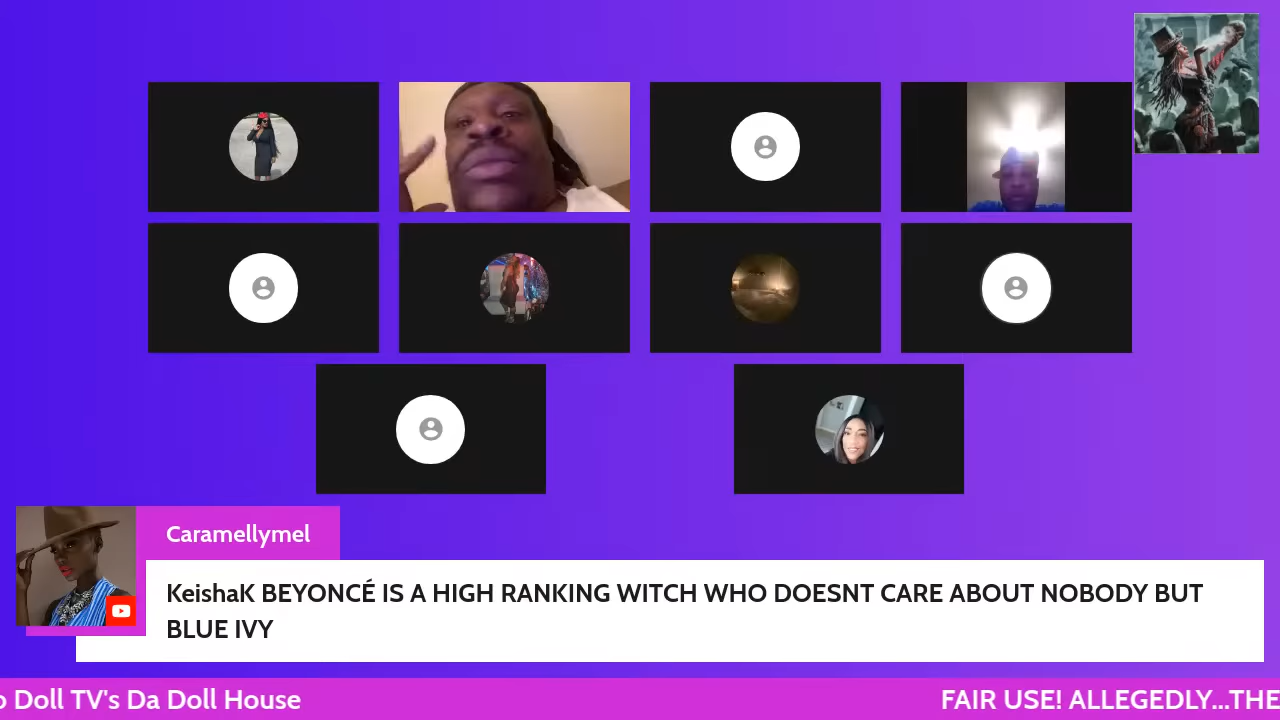 Caramellymel
KeishaK BEYONCÉ IS A HIGH RANKING WITCH WHO DOESNT CARE ABOUT NOBODY BUT
BLUE IVY
Doll TV's Da Doll House
FAIR USE! ALLEGEDLY...THE